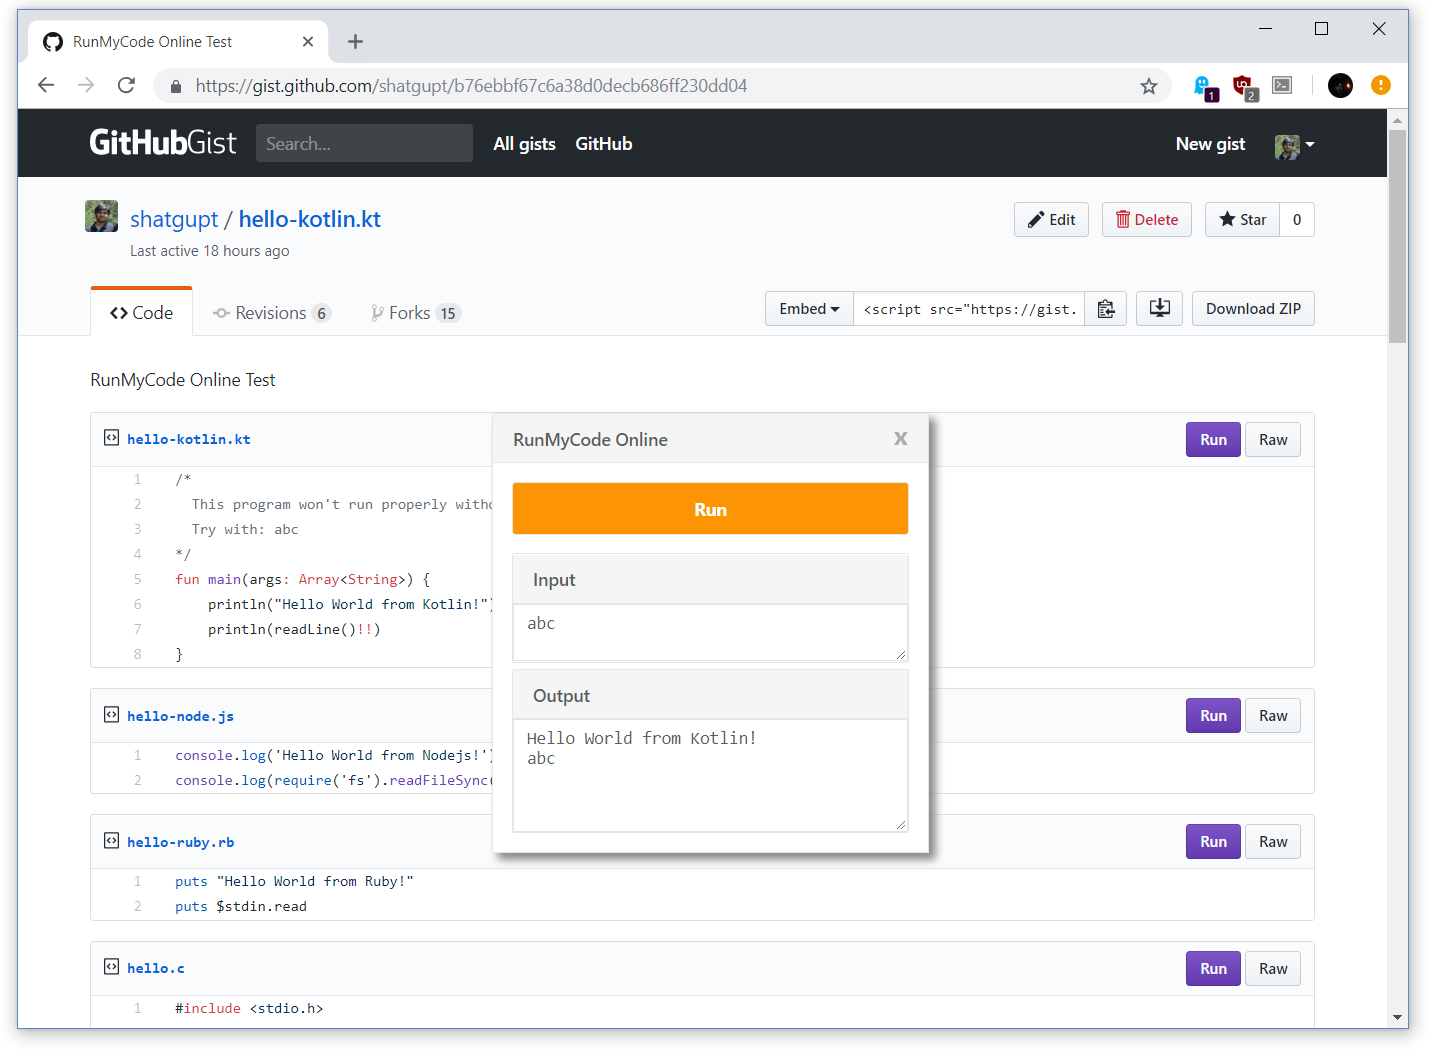 RunMyCode Online Test
https://gist.github.com/shatgupt/b76ebbf67c6a38d0decb686ff230dd04
1
2
GitHubGist
Search...
All gists
GitHub
New gist
shatgupt / hello-kotlin.kt
Edit
Delete
Star
0
Last active 18 hours ago
Code
Revisions 6
Forks 15
Embed
<script src="https://gist.
Download ZIP
RunMyCode Online Test
hello-kotlin.kt
Run
Raw
1 /*
2 This program won't run properly witho
3 Try with: abc
4 */
5 fun main(args: Array<String>) {
6 println("Hello World from Kotlin!")
7 println(readLine()!!)
8 }
RunMyCode Online
X
Run
Input
abc
Output
Hello World from Kotlin!
abc
hello-node.js
Run
Raw
1 console.log('Hello World from Nodejs!')
2 console.log(require('fs').readFileSync(
hello-ruby.rb
Run
Raw
1 puts "Hello World from Ruby!"
2 puts $stdin.read
hello.c
Run
Raw
1 #include <stdio.h>